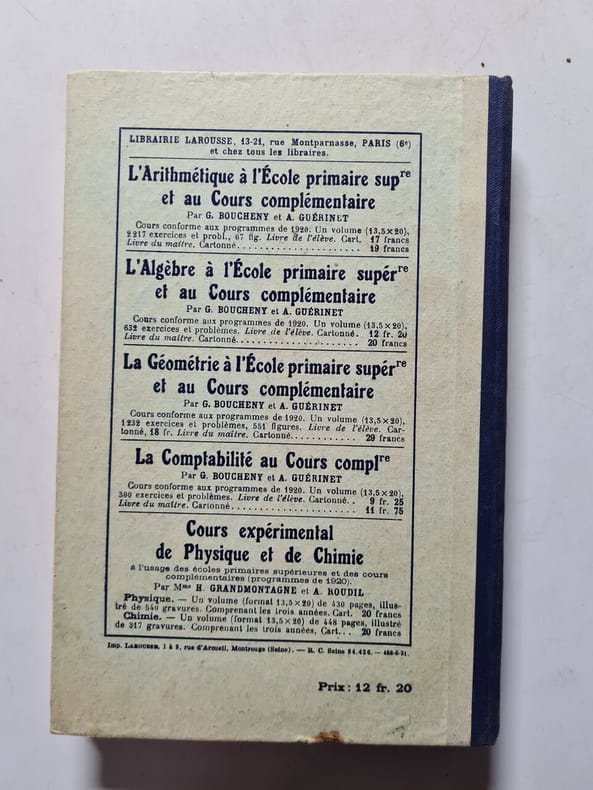 LIBRAIRIE LAROUSSE, 13-21, rue Montparnasse, PARIS (6e)
et chez tous les libraires.
L'Arithmétique à l'École primaire supre
et au Cours complémentaire
Par G. BOUCHENY et A. GUÉRINET
Cours conforme aux programmes de 1920. Un volume (13,5×20),
2217 exercices et probl., 67 fig. Livre de l'élève. Cart. 17 francs
Livre du maître. Cartonné.................... 19 francs
L'Algèbre à l'École primaire supérre
et au Cours complémentaire
Par G. BOUCHENY et A. GUÉRINET
Cours conforme aux programmes de 1920. Un volume (13,5×20),
632 exercices et problèmes. Livre de l'élève. Cartonné. 12 fr. 20
Livre du maître. Cartonné.................... 20 francs
La Géométrie à l'École primaire supérre
et au Cours complémentaire
Par G. BOUCHENY et A. GUÉRINET
Cours conforme aux programmes de 1920. Un volume (13,5×20),
1232 exercices et problèmes, 551 figures. Livre de l'élève. Car-
tonné, 18 fr. Livre du maître. Cartonné............ 29 francs
La Comptabilité au Cours complre
Par G. BOUCHENY et A. GUÉRINET
Cours conforme aux programmes de 1920. Un volume (13,5×20),
300 exercices et problèmes. Livre de l'élève. Cartonné.. 9 fr. 25
Livre du maître. Cartonné.................... 11 fr. 75
Cours expérimental
de Physique et de Chimie
à l'usage des écoles primaires supérieures et des cours
complémentaires (programmes de 1920).
Par Mme H. GRANDMONTAGNE et A. ROUDIL
Physique. — Un volume (format 13,5×20) de 430 pages, illus-
tré de 540 gravures. Comprenant les trois années. Cart. 20 francs
Chimie. — Un volume (format 13,5×20) de 448 pages, illustré
de 317 gravures. Comprenant les trois années. Cart... 20 francs
Imp. LAROUSSE, 1 à 9, rue d'Arcueil, Montrouge (Seine). — R. C. Seine 34.426.
Prix : 12 fr. 20